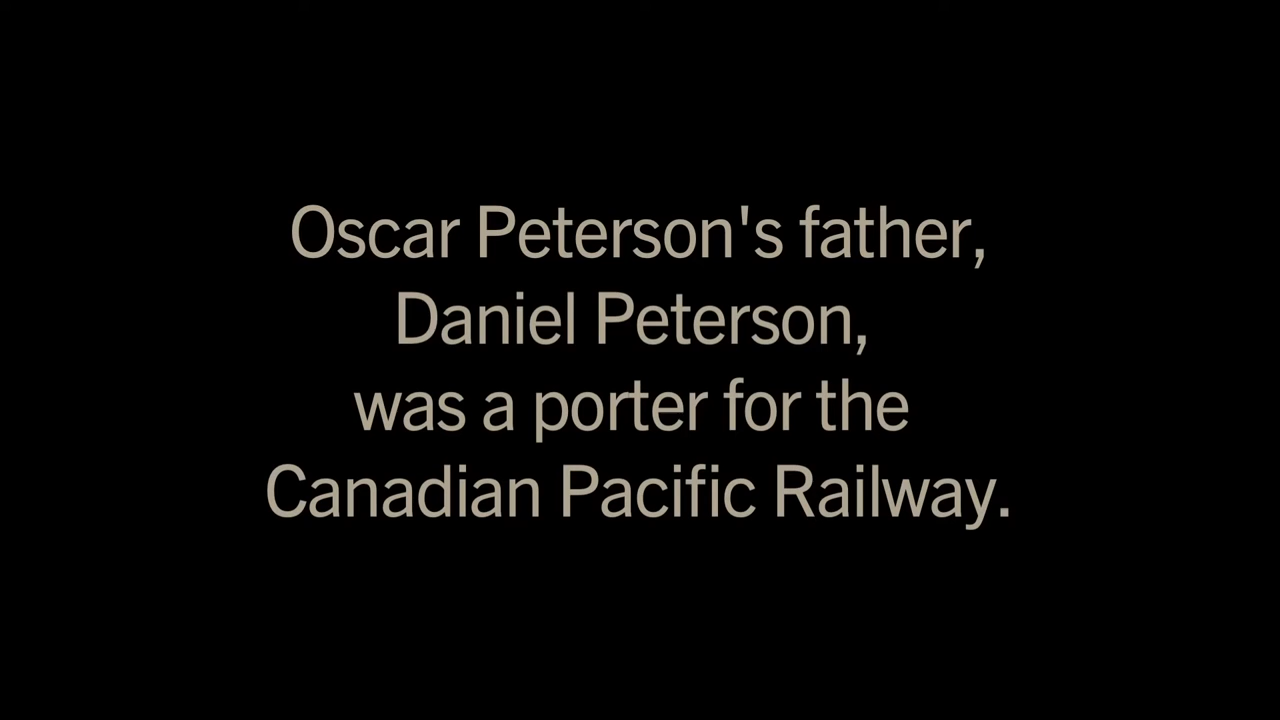 Oscar Peterson's father,
Daniel Peterson,
was a porter for the
Canadian Pacific Railway.